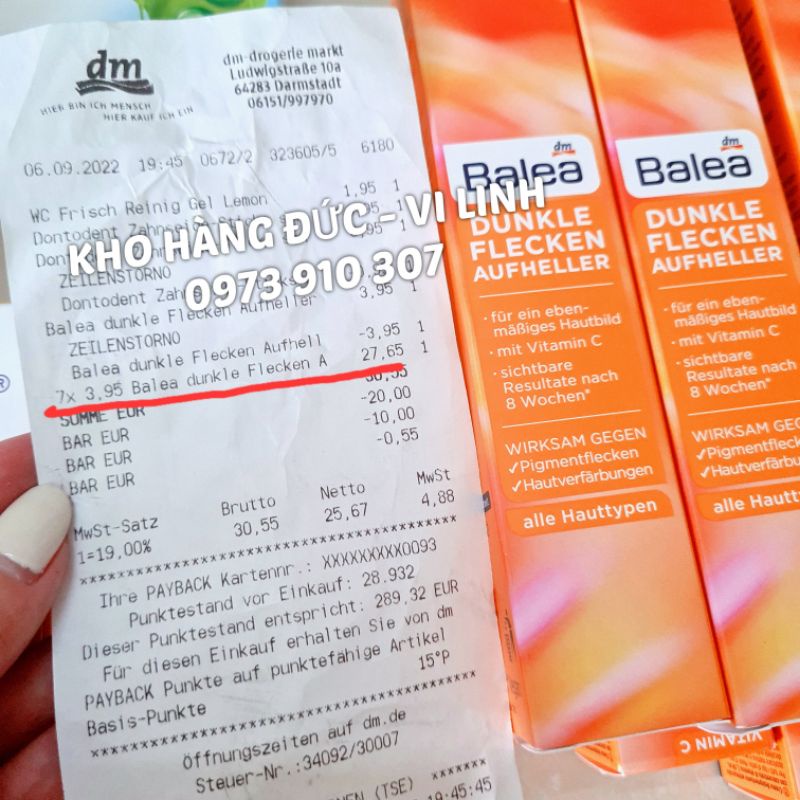 dm
HIER BIN ICH MENSCH
HIER KAUF ICH EIN
dm-drogerie markt
Ludwigstraße 10a
64283 Darmstadt
06151/997970
06.09.2022 19:45 0672/2 323605/5 6180
WC Frisch Reinig Gel Lemon 1,95 1
Dontodent
KHO HÀNG ĐỨC - VI LINH
0973 910 307
ZEILENSTORNO
Dontodent
Balea dunkle Flecken Aufheller 3,95 1
ZEILENSTORNO
Balea dunkle Flecken Aufhell -3,95 1
7x 3,95 Balea dunkle Flecken A 27,65 1
SUMME EUR 30,55
BAR EUR -20,00
BAR EUR -10,00
BAR EUR -0,55
MwSt-Satz Brutto Netto MwSt
1=19,00% 30,55 25,67 4,88
Ihre PAYBACK Kartennr.: XXXXXXXXX0093
Punktestand vor Einkauf: 28.932
Dieser Punktestand entspricht: 289,32 EUR
Für diesen Einkauf erhalten Sie von dm
PAYBACK Punkte auf punktefähige Artikel
Basis-Punkte 15°P
Öffnungszeiten auf dm.de
Steuer-Nr.:34092/30007
(TSE)
19:45:45
dm
Balea
DUNKLE
FLECKEN
AUFHELLER
· für ein eben-
mäßiges Hautbild
· mit Vitamin C
· sichtbare
Resultate nach
8 Wochen*
WIRKSAM GEGEN
✓Pigmentflecken
✓Hautverfärbungen
alle Hauttypen
dm
Balea
DUNKLE
FLECKEN
AUFHELLER
· für ein eben-
mäßiges Hautbild
· mit Vitamin C
· sichtbare
Resultate nach
8 Wochen*
WIRKSAM GEGEN
✓Pigmentflecke
✓Hautverfärbu
alle Hauttype
VITAMIN C